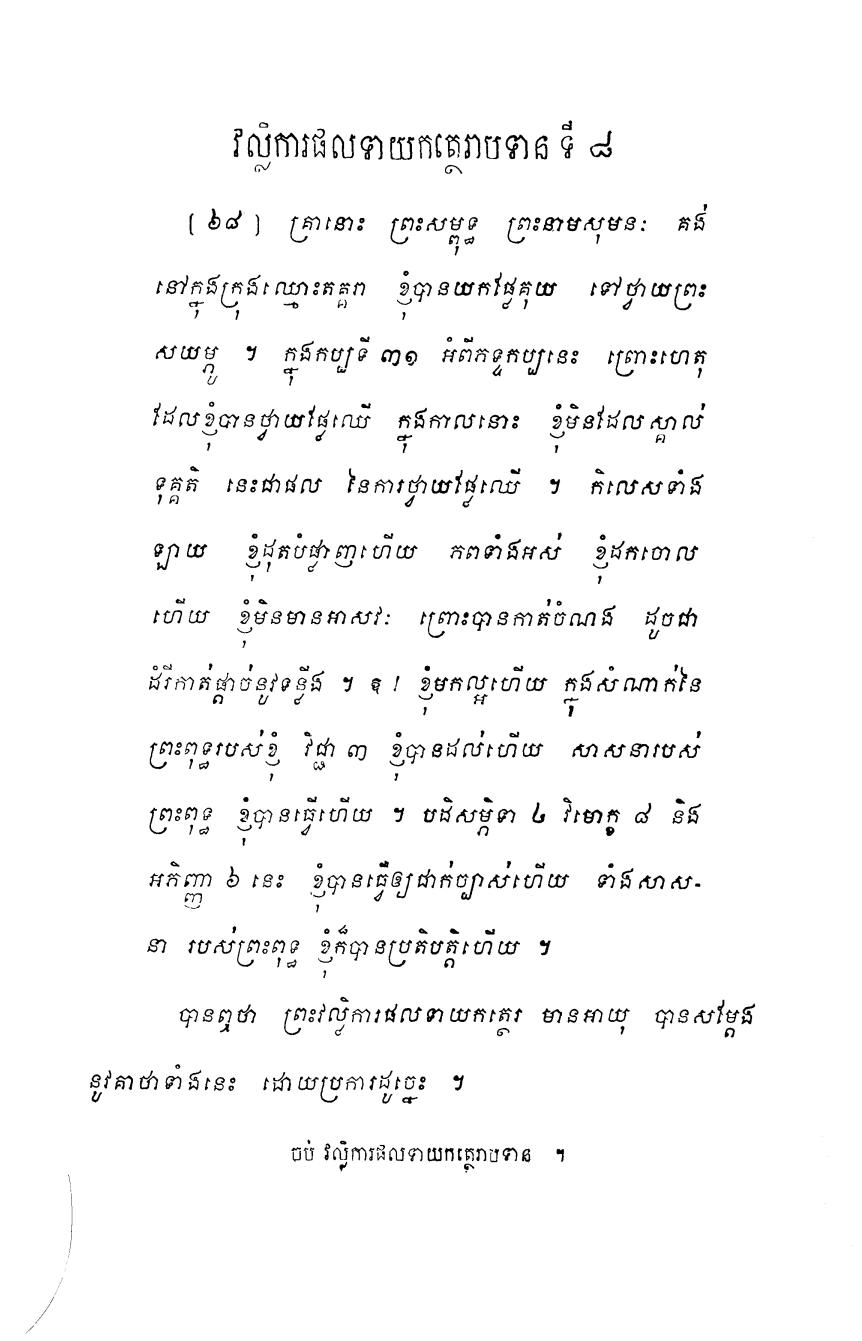 វល្លិការផលទាយកត្ថេរាបទាន ទី ៨
[ ៦៨ ] គ្រានោះ ព្រះសម្ពុទ្ធ ព្រះនាមសុមនៈ គង់
នៅក្នុងក្រុងឈ្មោះតគ្គរា ខ្ញុំបានយកផ្លែគុយ ទៅថ្វាយព្រះ
សយម្ភូ ។ ក្នុងកប្បទី ៣១ អំពីភទ្ទកប្បនេះ ព្រោះហេតុ
ដែលខ្ញុំបានថ្វាយផ្លែឈើ ក្នុងកាលនោះ ខ្ញុំមិនដែលស្គាល់
ទុគ្គតិ នេះជាផល នៃការថ្វាយផ្លែឈើ ។ កិលេសទាំង
ឡាយ ខ្ញុំដុតបំផ្លាញហើយ ភពទាំងអស់ ខ្ញុំដកចោល
ហើយ ខ្ញុំមិនមានអាសវៈ ព្រោះបានកាត់ចំណង ដូចជា
ដំរីកាត់ផ្តាច់នូវទន្លីង ។ ឱ ! ខ្ញុំមកល្អហើយ ក្នុងសំណាក់នៃ
ព្រះពុទ្ធរបស់ខ្ញុំ វិជ្ជា ៣ ខ្ញុំបានដល់ហើយ សាសនារបស់
ព្រះពុទ្ធ ខ្ញុំបានធ្វើហើយ ។ បដិសម្ភិទា ៤ វិមោក្ខ ៨ និង
អភិញ្ញា ៦ នេះ ខ្ញុំបានធ្វើឲ្យជាក់ច្បាស់ហើយ ទាំងសាស-
នា របស់ព្រះពុទ្ធ ខ្ញុំក៏បានប្រតិបត្តិហើយ ។
បានឮថា ព្រះវល្លិការផលទាយកត្ថេរ មានអាយុ បានសម្តែង
នូវគាថាទាំងនេះ ដោយប្រការដូច្នេះ ។
ចប់ វល្លិការផលទាយកត្ថេរាបទាន ។